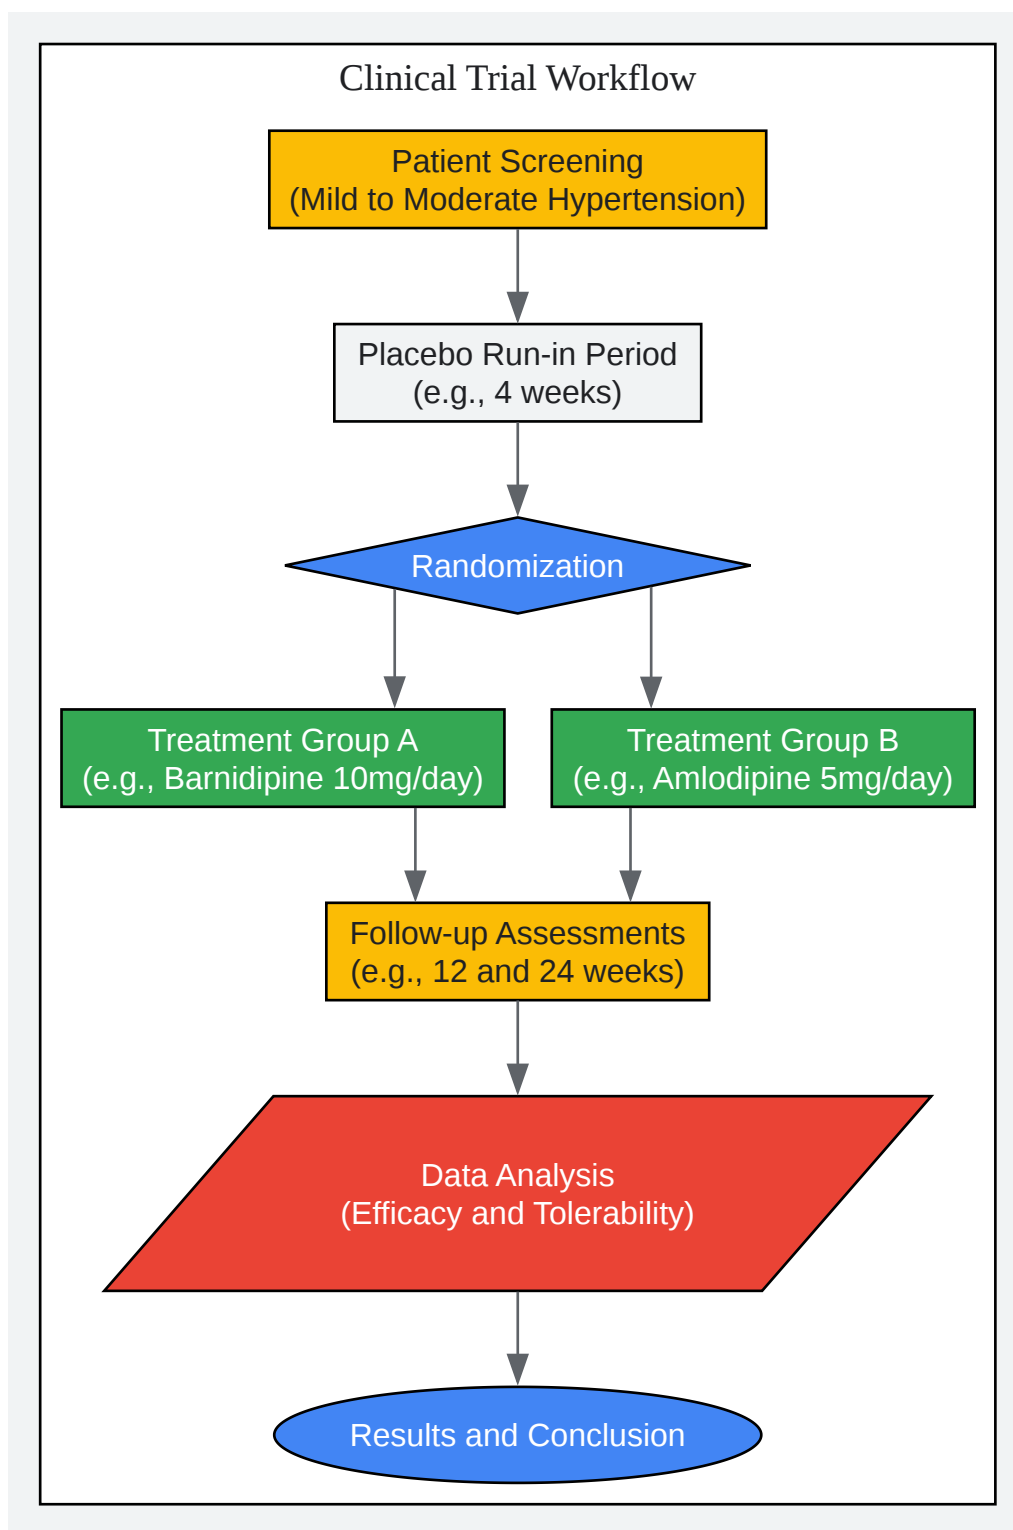 Clinical Trial Workflow
Patient Screening
(Mild to Moderate Hypertension)
Placebo Run-in Period
(e.g., 4 weeks)
Randomization
Treatment Group A
(e.g., Barnidipine 10mg/day)
Treatment Group B
(e.g., Amlodipine 5mg/day)
Follow-up Assessments
(e.g., 12 and 24 weeks)
Data Analysis
(Efficacy and Tolerability)
Results and Conclusion